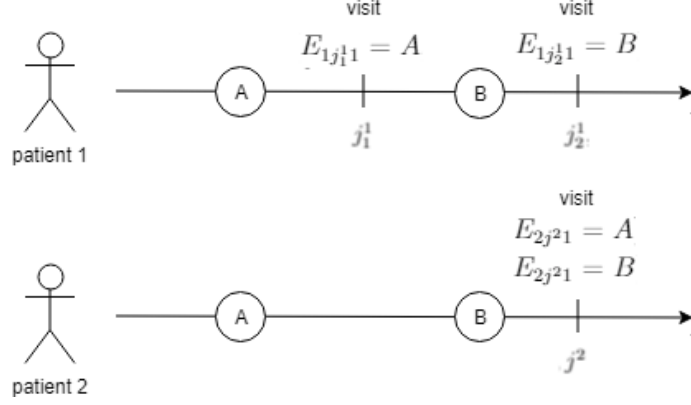 visit visit
E_{1j_1^1 1} = A E_{1j_2^1 1} = B
A B
j_1^1 j_2^1
patient 1
visit
E_{2j^2 1} = A
E_{2j^2 1} = B
A B
j^2
patient 2